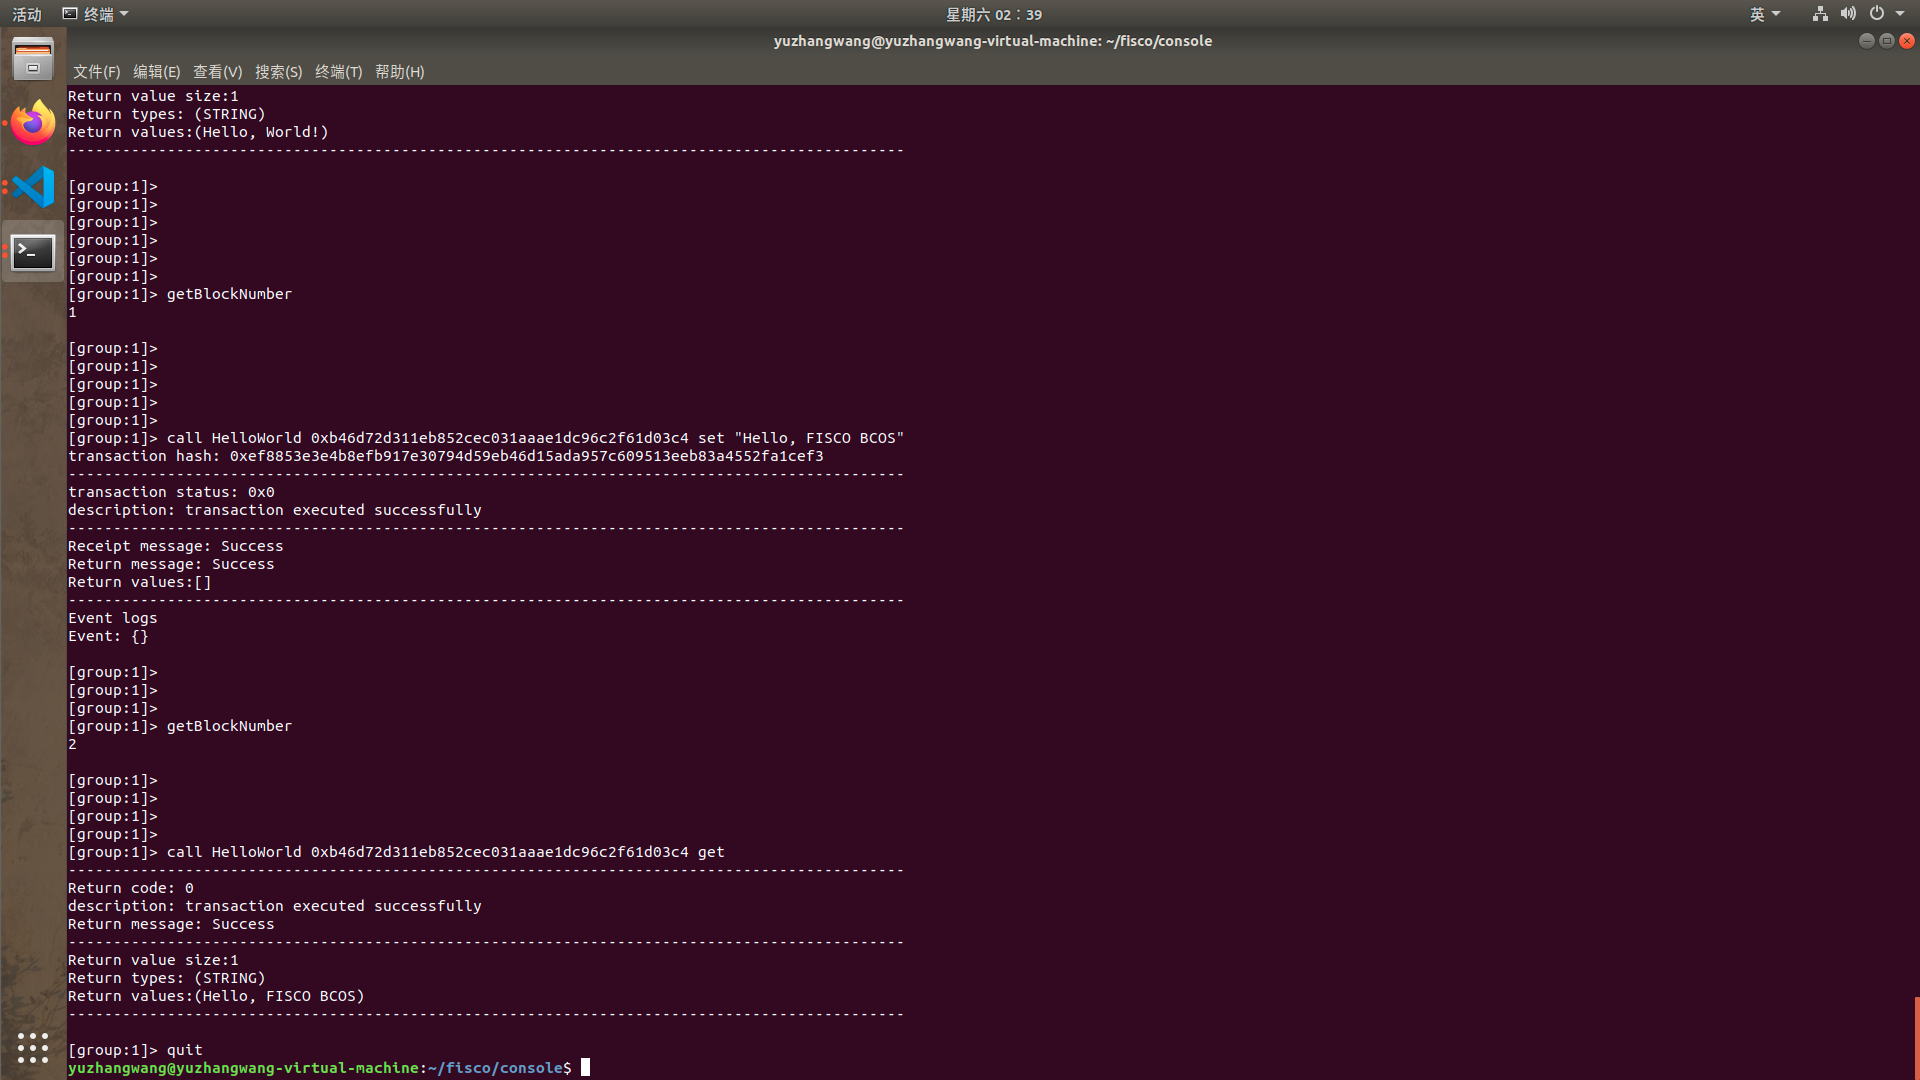 活动 终端 星期六 02：39 英
yuzhangwang@yuzhangwang-virtual-machine: ~/fisco/console
文件(F) 编辑(E) 查看(V) 搜索(S) 终端(T) 帮助(H)
Return value size:1
Return types: (STRING)
Return values:(Hello, World!)
---------------------------------------------------------------------------------------------
[group:1]>
[group:1]>
[group:1]>
[group:1]>
[group:1]>
[group:1]>
[group:1]> getBlockNumber
1
[group:1]>
[group:1]>
[group:1]>
[group:1]>
[group:1]>
[group:1]> call HelloWorld 0xb46d72d311eb852cec031aaae1dc96c2f61d03c4 set "Hello, FISCO BCOS"
transaction hash: 0xef8853e3e4b8efb917e30794d59eb46d15ada957c609513eeb83a4552fa1cef3
---------------------------------------------------------------------------------------------
transaction status: 0x0
description: transaction executed successfully
---------------------------------------------------------------------------------------------
Receipt message: Success
Return message: Success
Return values:[]
---------------------------------------------------------------------------------------------
Event logs
Event: {}
[group:1]>
[group:1]>
[group:1]>
[group:1]> getBlockNumber
2
[group:1]>
[group:1]>
[group:1]>
[group:1]>
[group:1]> call HelloWorld 0xb46d72d311eb852cec031aaae1dc96c2f61d03c4 get
---------------------------------------------------------------------------------------------
Return code: 0
description: transaction executed successfully
Return message: Success
---------------------------------------------------------------------------------------------
Return value size:1
Return types: (STRING)
Return values:(Hello, FISCO BCOS)
---------------------------------------------------------------------------------------------
[group:1]> quit
yuzhangwang@yuzhangwang-virtual-machine:~/fisco/console$